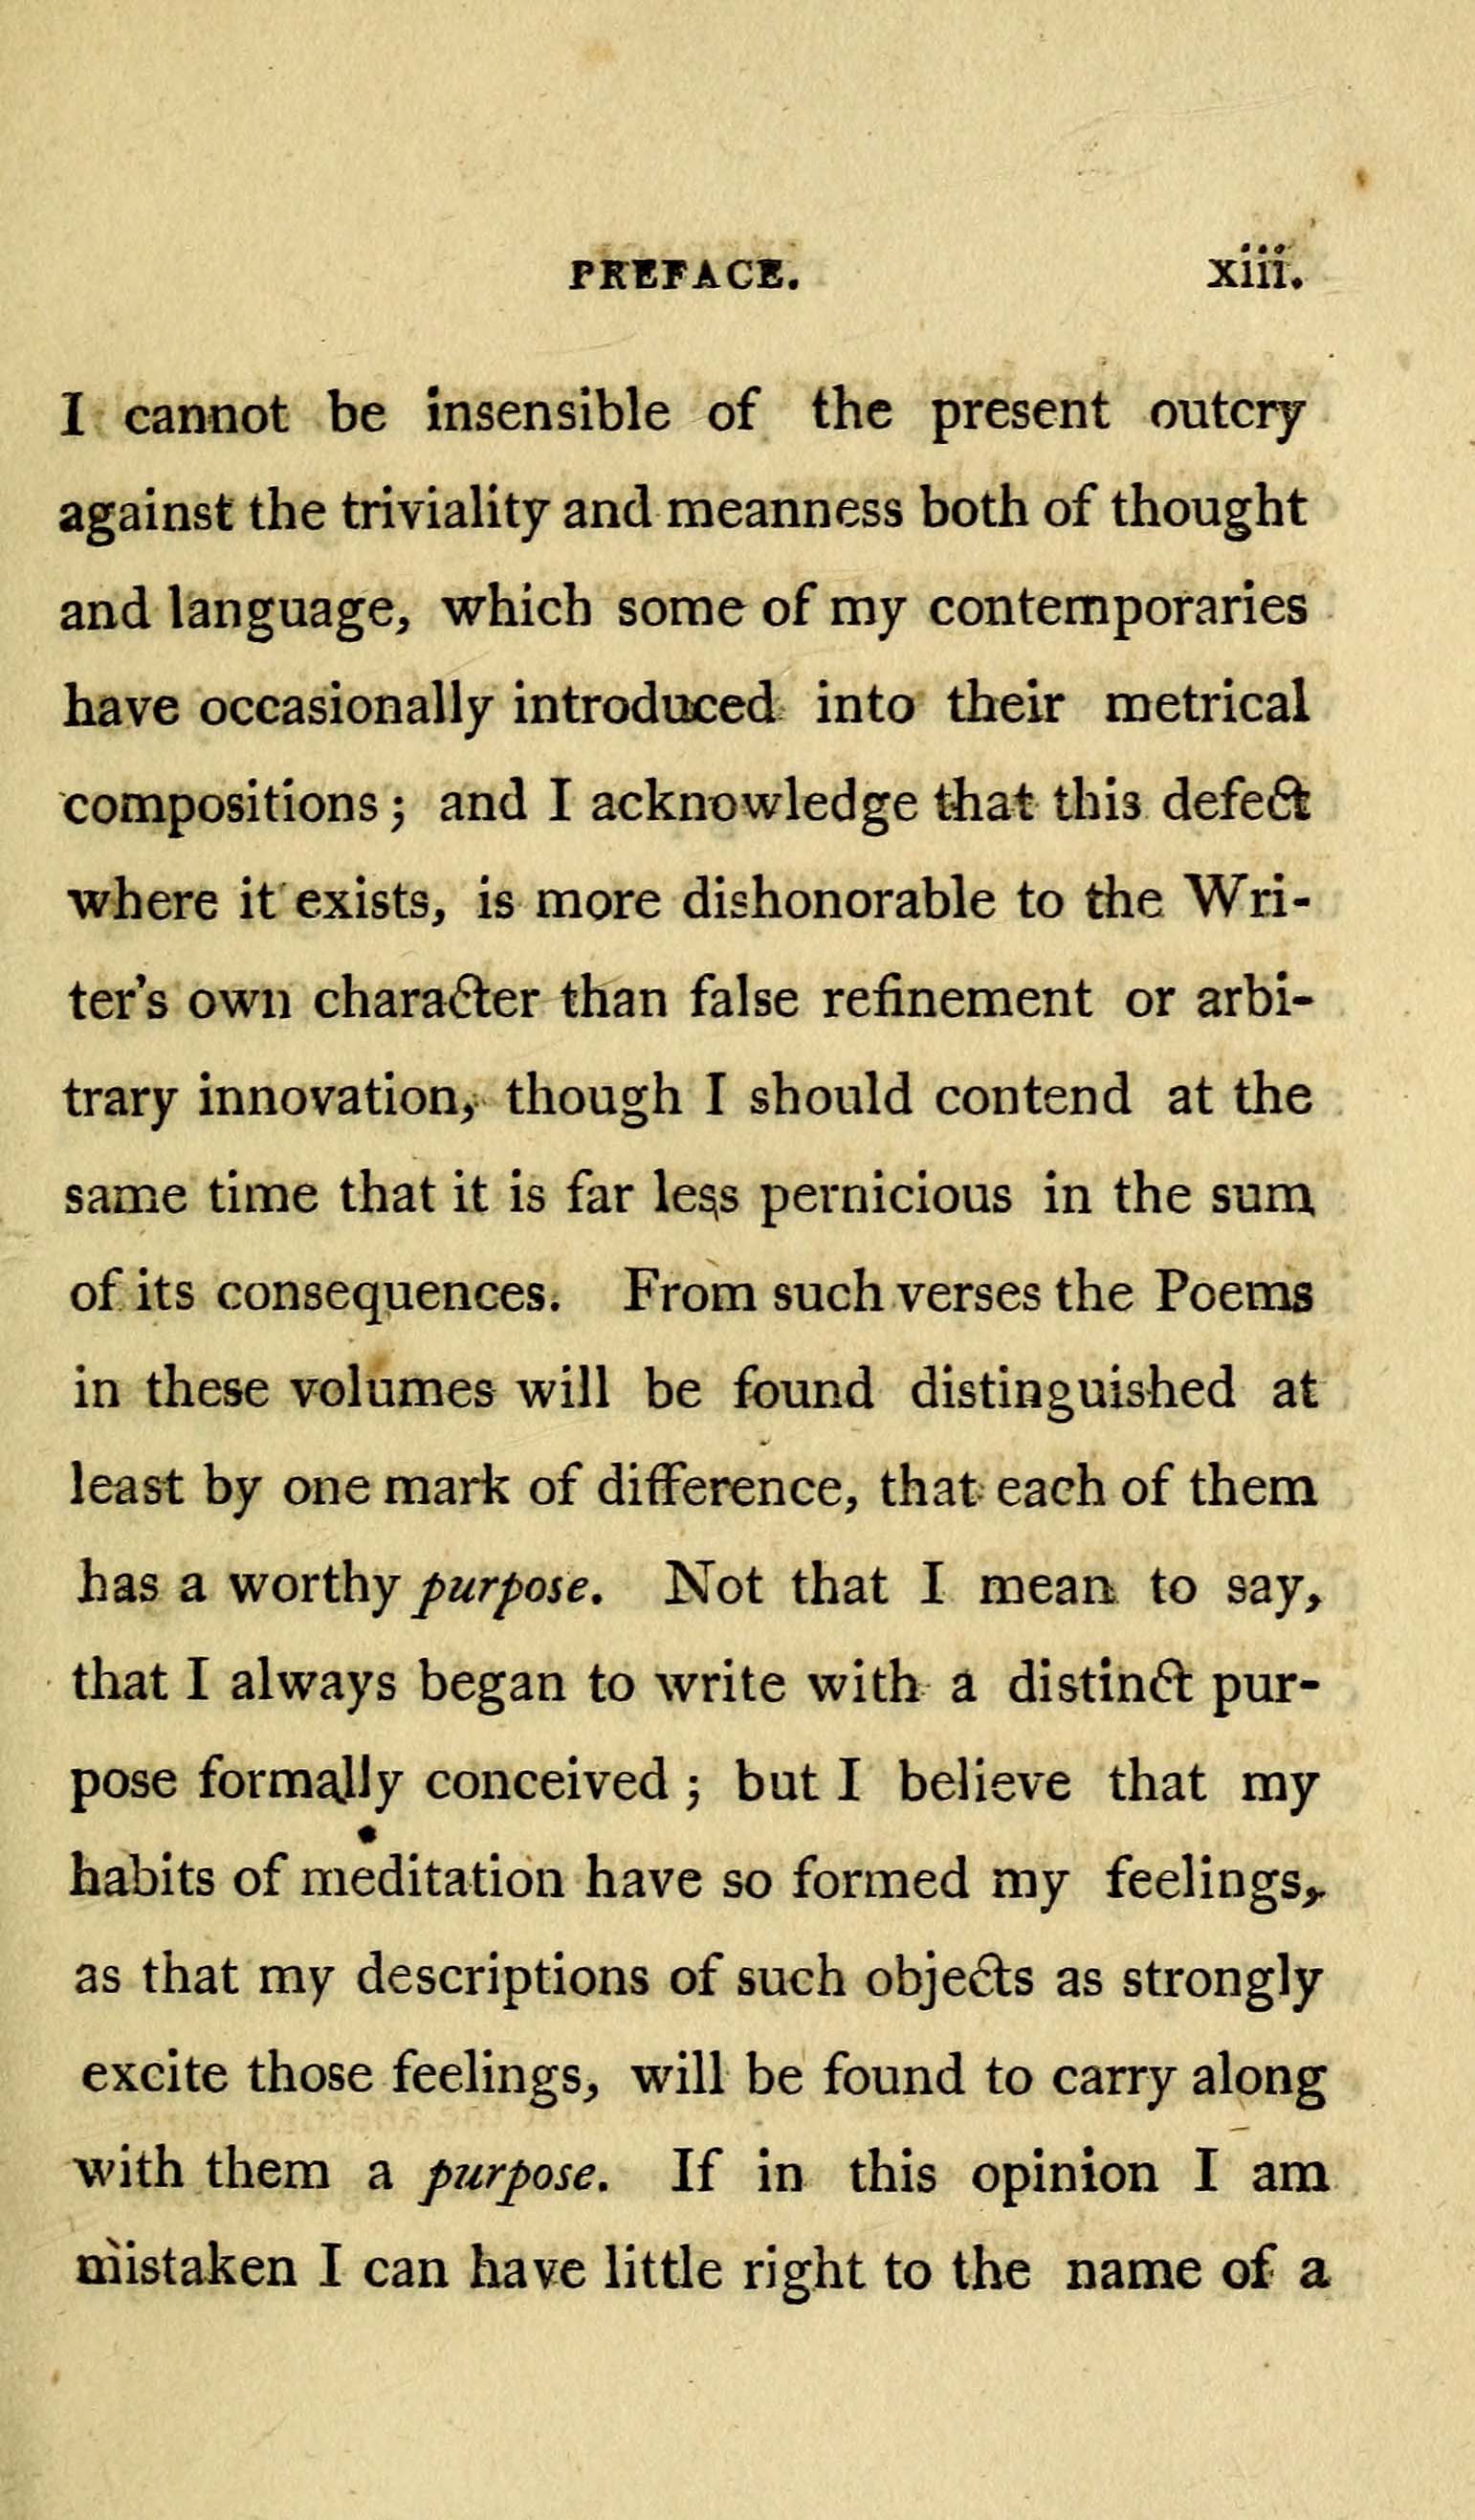 PREFACE. xiii.
I cannot be insensible of the present outcry
against the triviality and meanness both of thought
and language, which some of my contemporaries
have occasionally introduced into their metrical
compositions; and I acknowledge that this defect
where it exists, is more dishonorable to the Wri-
ter's own character than false refinement or arbi-
trary innovation, though I should contend at the
same time that it is far less pernicious in the sum
of its consequences. From such verses the Poems
in these volumes will be found distinguished at
least by one mark of difference, that each of them
has a worthy purpose. Not that I mean to say,
that I always began to write with a distinct pur-
pose formally conceived; but I believe that my
habits of meditation have so formed my feelings,
as that my descriptions of such objects as strongly
excite those feelings, will be found to carry along
with them a purpose. If in this opinion I am
mistaken I can have little right to the name of a